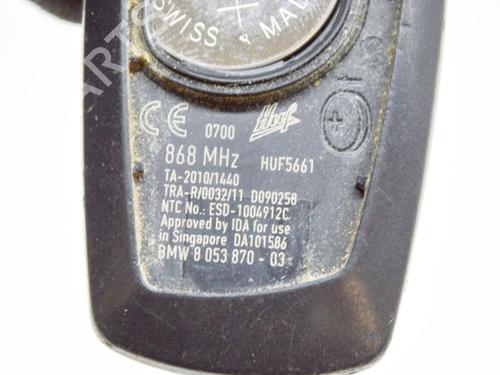 SWISS
CE 0700 Huf
868 MHz HUF5661
TA-2010/1440
TRA-R/0032/11 D090258
NTC No.: ESD-1004912C
Approved by IDA for use
in Singapore DA101586
BMW 8 053 870 - 03